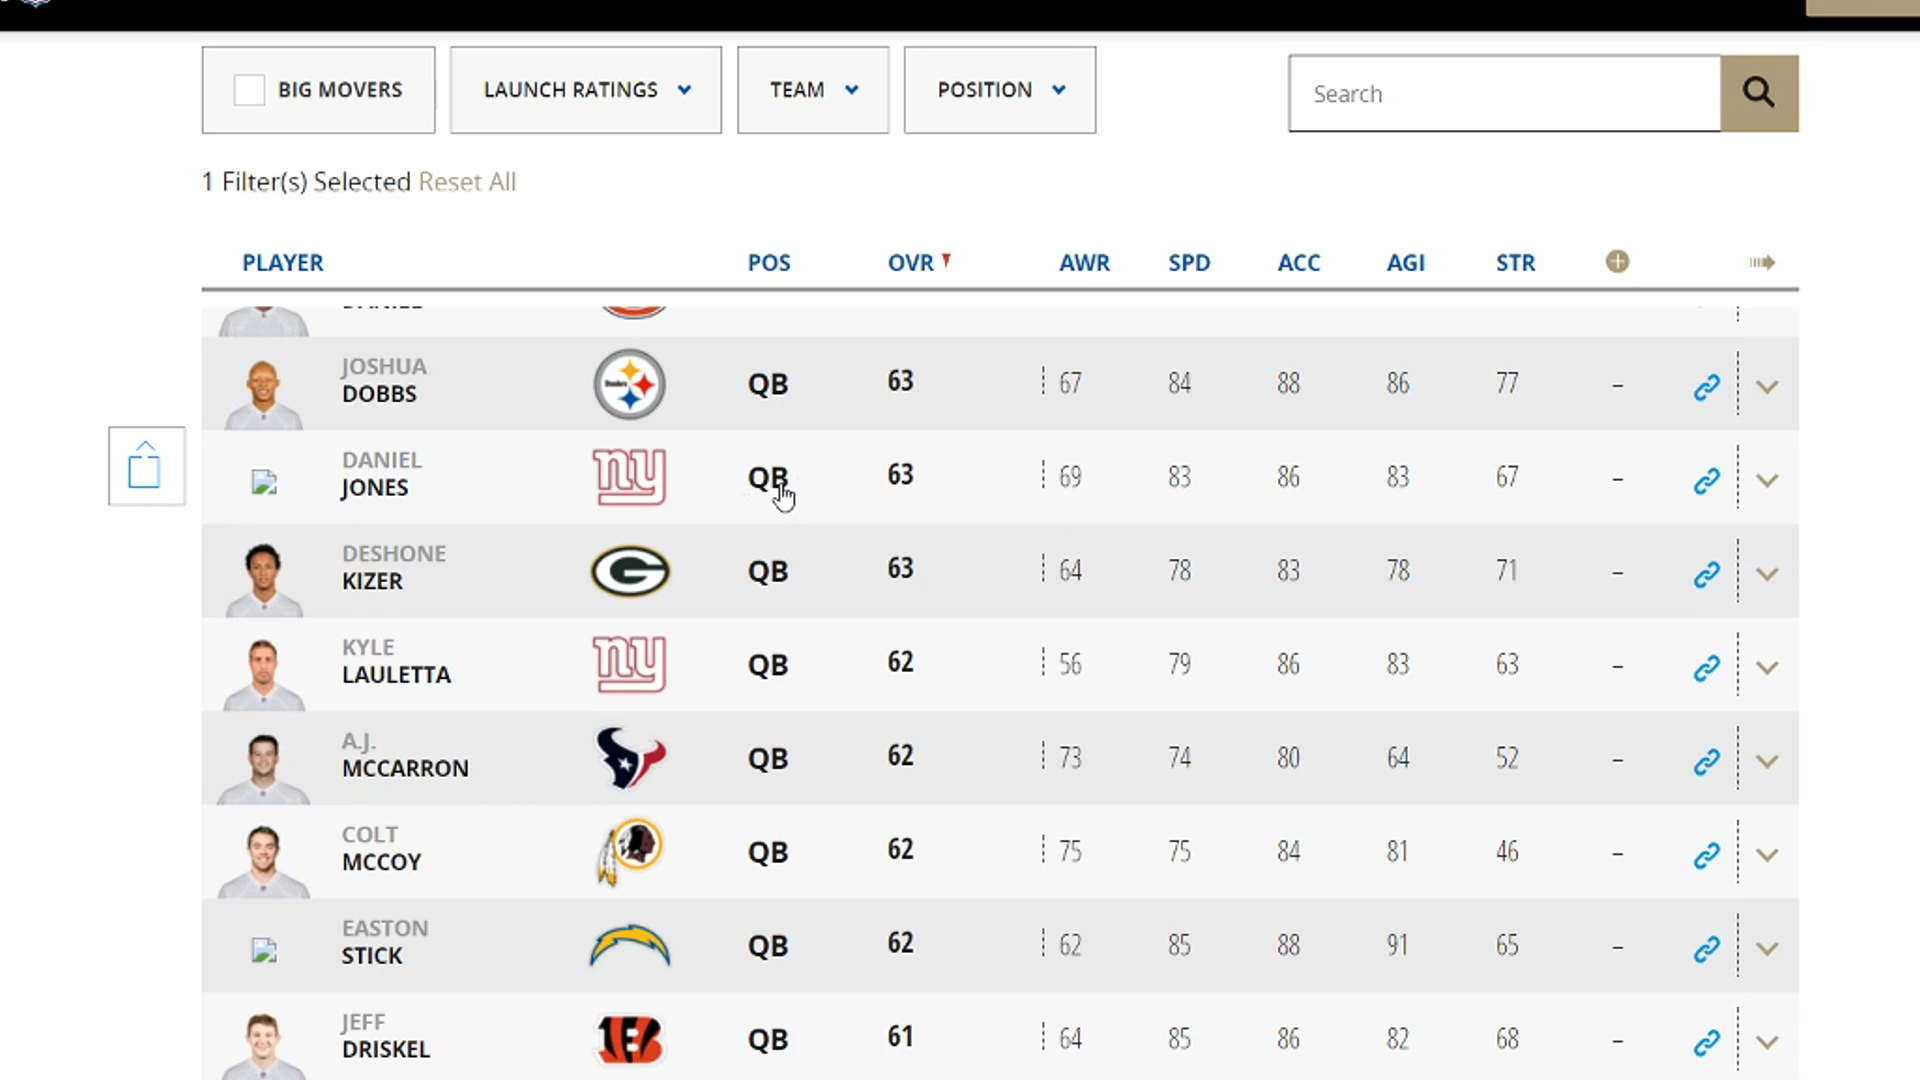 BIG MOVERS LAUNCH RATINGS TEAM POSITION Search
1 Filter(s) Selected Reset All
PLAYER POS OVR AWR SPD ACC AGI STR
JOSHUA
DOBBS QB 63 67 84 88 86 77 –
DANIEL
JONES ny QB 63 69 83 86 83 67 –
DESHONE
KIZER G QB 63 64 78 83 78 71 –
KYLE
LAULETTA ny QB 62 56 79 86 83 63 –
A.J.
MCCARRON QB 62 73 74 80 64 52 –
COLT
MCCOY QB 62 75 75 84 81 46 –
EASTON
STICK QB 62 62 85 88 91 65 –
JEFF
DRISKEL B QB 61 64 85 86 82 68 –